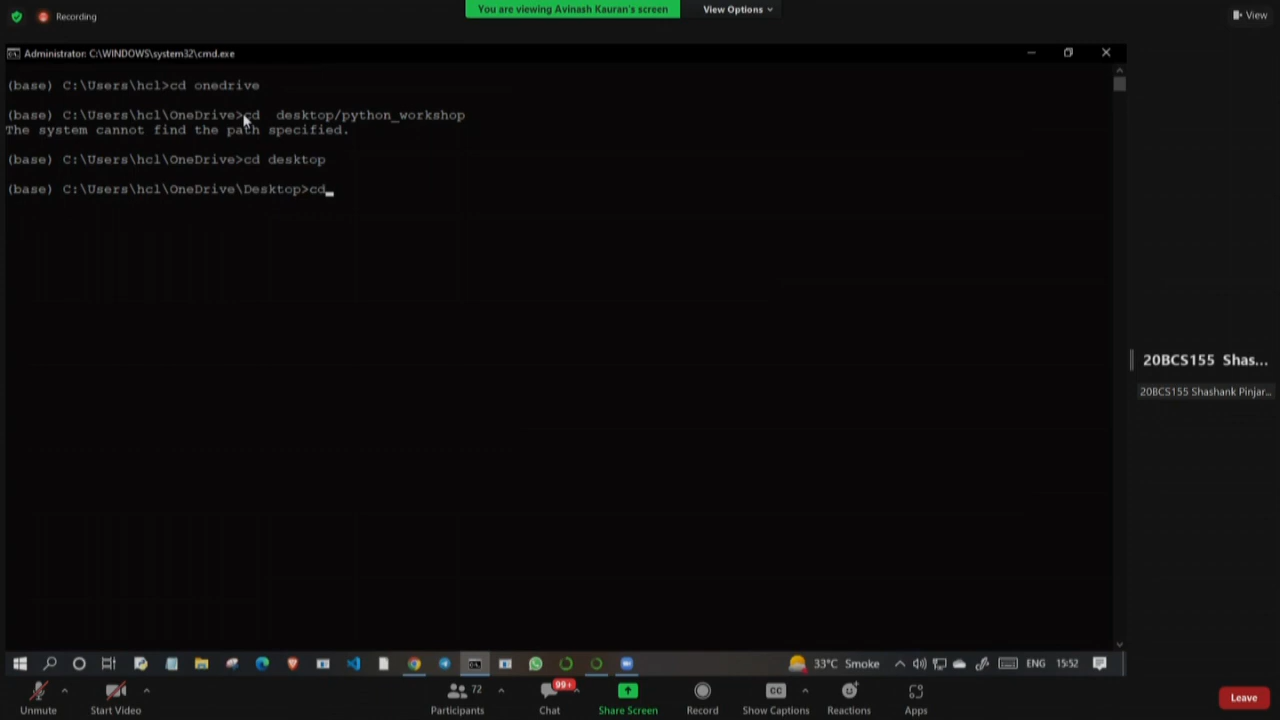 Recording
You are viewing Avinash Kauran's screen
View Options
View
Administrator: C:\WINDOWS\system32\cmd.exe
(base) C:\Users\hcl>cd onedrive
(base) C:\Users\hcl\OneDrive>cd  desktop/python_workshop
The system cannot find the path specified.
(base) C:\Users\hcl\OneDrive>cd desktop
(base) C:\Users\hcl\OneDrive\Desktop>cd
20BCS155 Shas...
20BCS155 Shashank Pinjar...
33°C Smoke
ENG
15:52
Unmute
Start Video
Participants
72
Chat
99+
Share Screen
Record
CC
Show Captions
Reactions
Apps
Leave